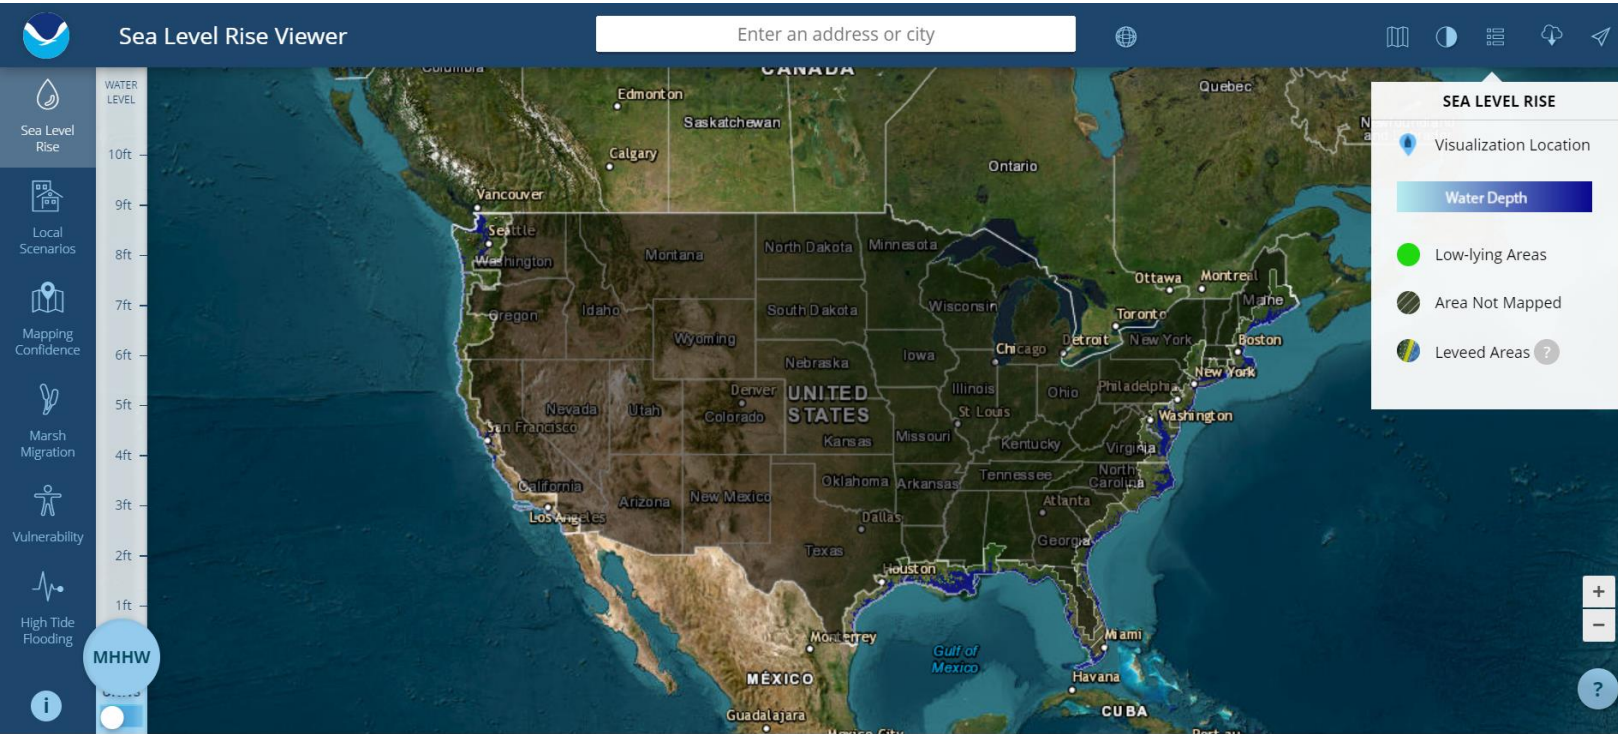 Sea Level Rise Viewer
Enter an address or city
Sea Level
Rise
Local
Scenarios
Mapping
Confidence
Marsh
Migration
Vulnerability
High Tide
Flooding
i
WATER
LEVEL
10ft
9ft
8ft
7ft
6ft
5ft
4ft
3ft
2ft
1ft
MHHW
CANADA
Columbia
Edmonton
Saskatchewan
Calgary
Ontario
Quebec
Vancouver
Seattle
Washington
Montana
North Dakota
Minnesota
Ottawa
Montreal
Maine
Oregon
Idaho
South Dakota
Wisconsin
Toronto
Wyoming
Chicago
Detroit
New York
Boston
Nebraska
Iowa
New York
Denver
UNITED
STATES
Illinois
Ohio
Philadelphia
Nevada
Utah
Colorado
St Louis
Washington
San Francisco
Kansas
Missouri
Kentucky
Virginia
California
Arizona
New Mexico
Oklahoma
Arkansas
Tennessee
North
Carolina
Los Angeles
Dallas
Atlanta
Texas
Georgia
Houston
Monterrey
Gulf of
Mexico
Miami
MÉXICO
Havana
CUBA
Guadalajara
Mexico City
SEA LEVEL RISE
Visualization Location
Water Depth
Low-lying Areas
Area Not Mapped
Leveed Areas ?
+
−
?